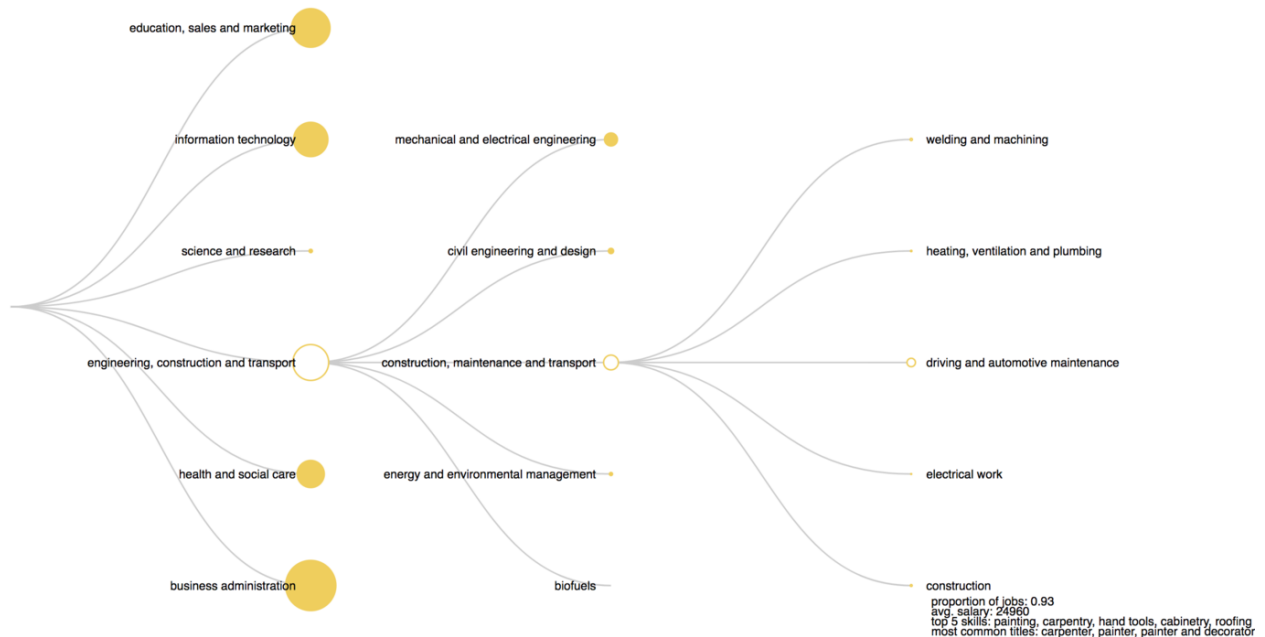 education, sales and marketing
information technology
mechanical and electrical engineering
welding and machining
science and research
civil engineering and design
heating, ventilation and plumbing
engineering, construction and transport
construction, maintenance and transport
driving and automotive maintenance
health and social care
energy and environmental management
electrical work
business administration
biofuels
construction
proportion of jobs: 0.93
avg. salary: 24960
top 5 skills: painting, carpentry, hand tools, cabinetry, roofing
most common titles: carpenter, painter, painter and decorator